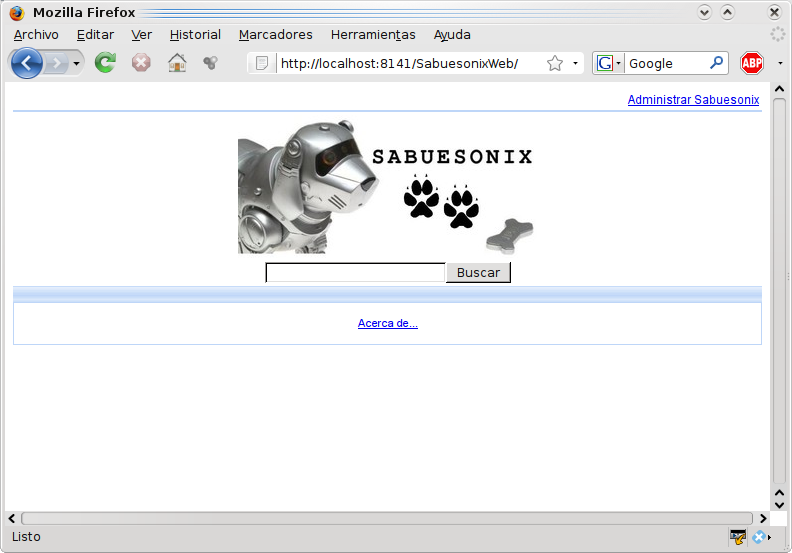 Mozilla Firefox
Archivo Editar Ver Historial Marcadores Herramientas Ayuda
http://localhost:8141/SabuesonixWeb/ G Google ABP
Administrar Sabuesonix
SABUESONIX
Buscar
Acerca de...
Listo